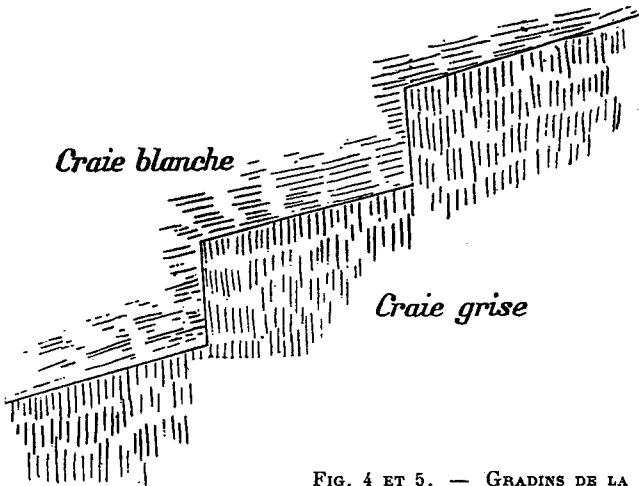 Craie blanche
Craie grise
FIG. 4 ET 5. — GRADINS DE LA